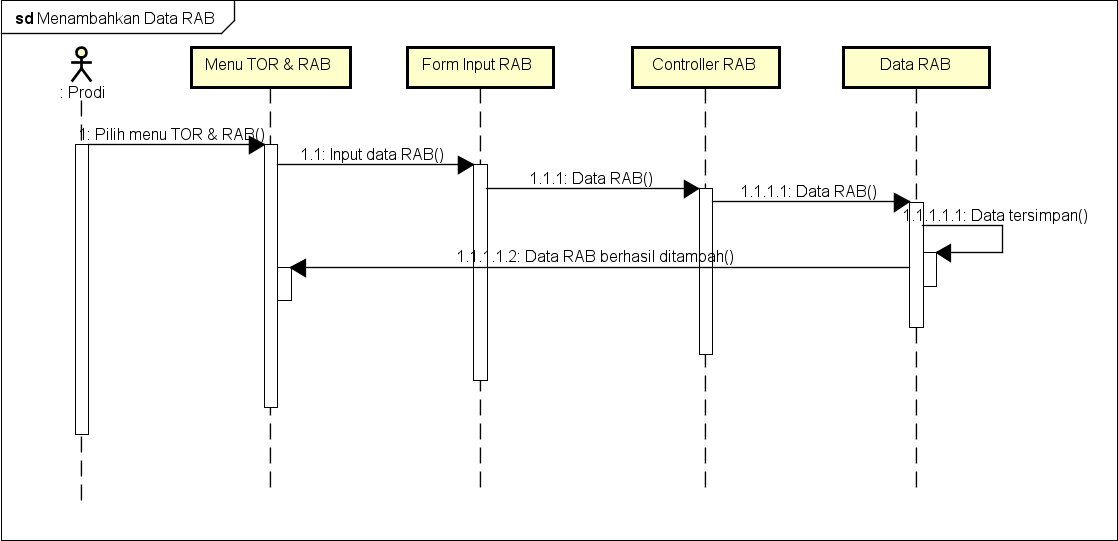 sd Menambahkan Data RAB
: Prodi
Menu TOR & RAB
Form Input RAB
Controller RAB
Data RAB
1: Pilih menu TOR & RAB()
1.1: Input data RAB()
1.1.1: Data RAB()
1.1.1.1: Data RAB()
1.1.1.1.1: Data tersimpan()
1.1.1.1.2: Data RAB berhasil ditambah()